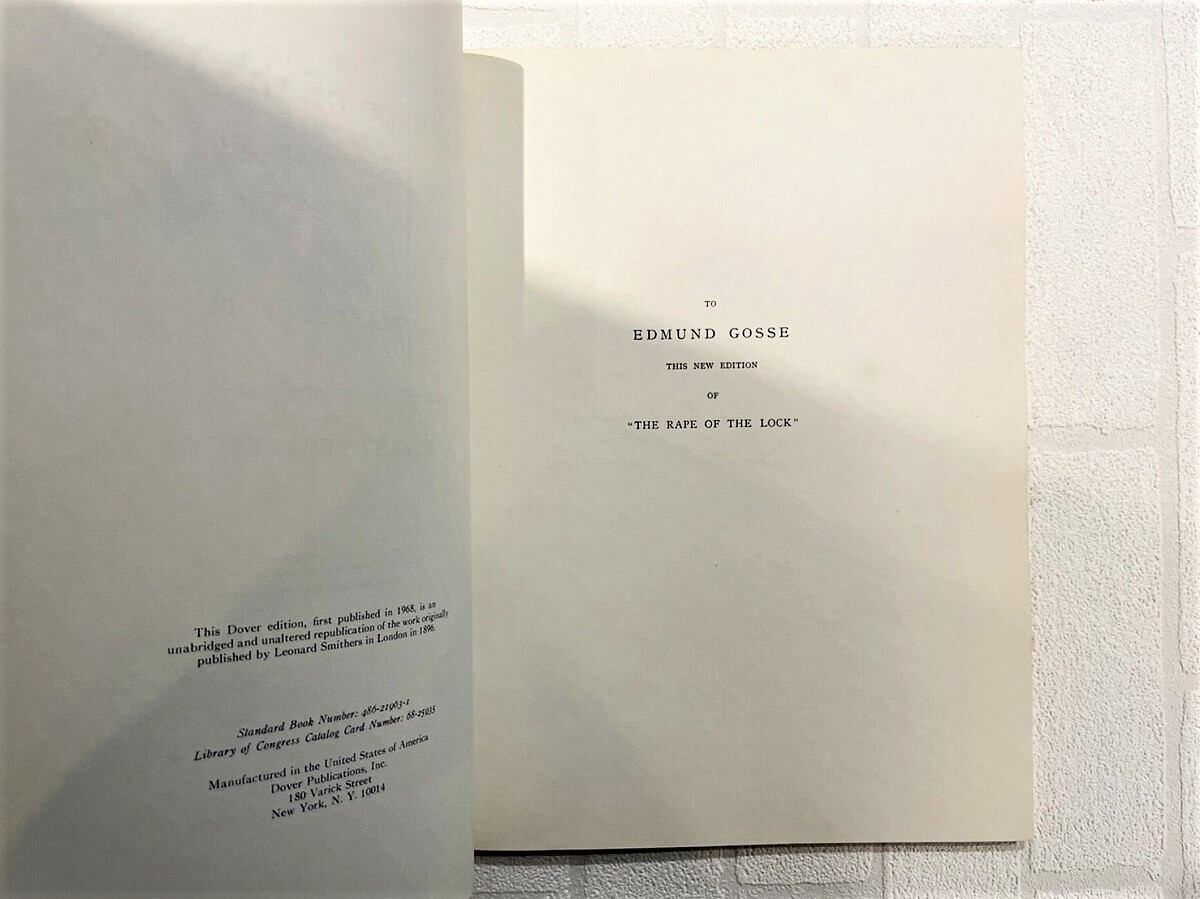 This Dover edition, first published in 1968, is an
unabridged and unaltered republication of the work originally
published by Leonard Smithers in London in 1896.
Standard Book Number: 486-21963-1
Library of Congress Catalog Card Number: 68-25935
Manufactured in the United States of America
Dover Publications, Inc.
180 Varick Street
New York, N. Y. 10014
TO
EDMUND GOSSE
THIS NEW EDITION
OF
“THE RAPE OF THE LOCK”